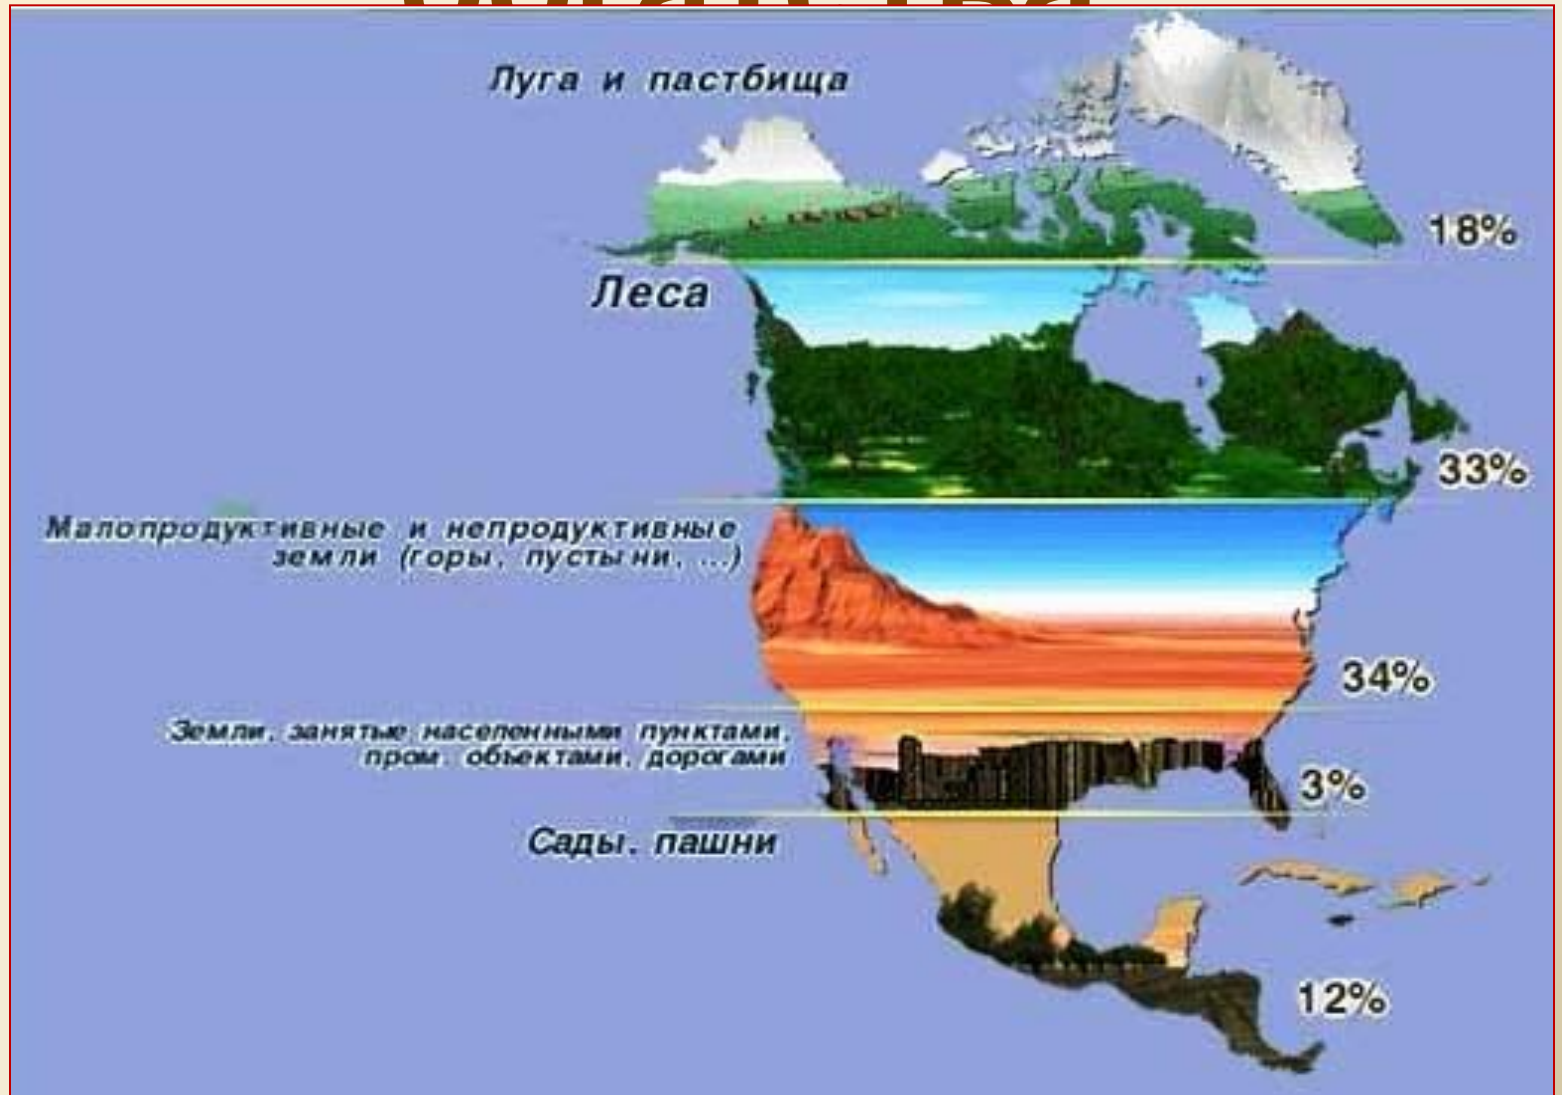 Луга и пастбища
18%
Леса
33%
Малопродуктивные и непродуктивные
земли (горы, пустыни, ...)
34%
Земли, занятые населенными пунктами,
пром. объектами, дорогами
3%
Сады, пашни
12%